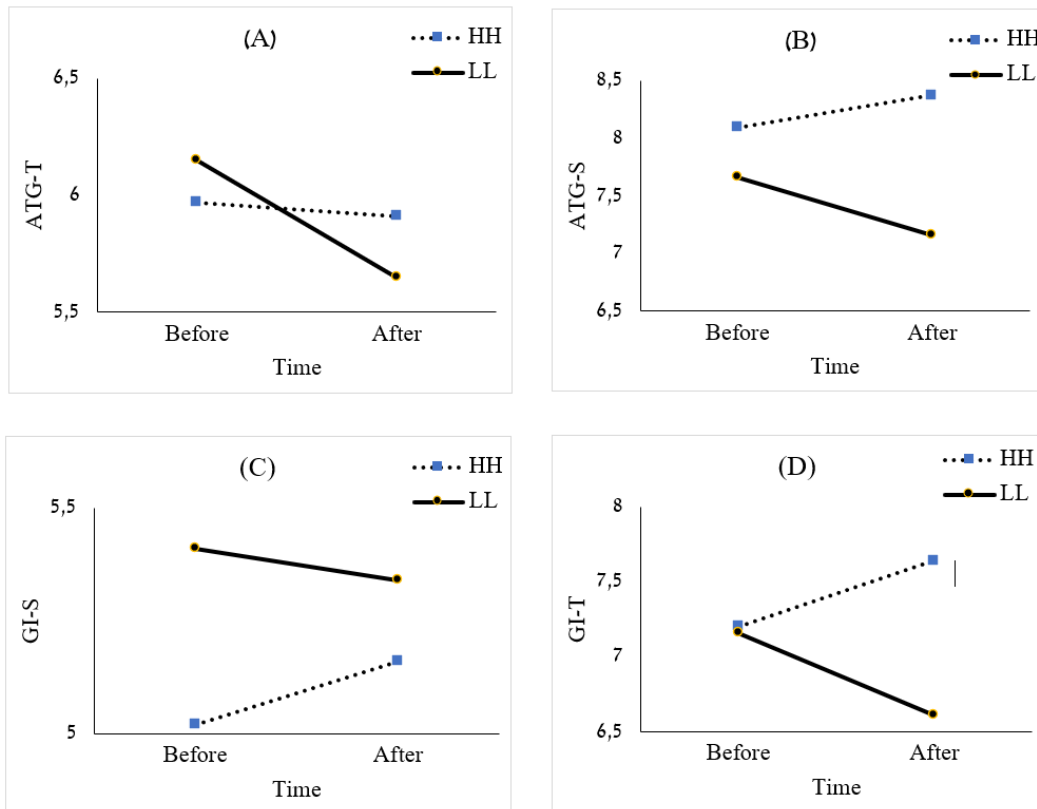 (A)
HH
LL
6,5
6
5,5
ATG-T
Before
After
Time
(B)
HH
LL
8,5
8
7,5
7
6,5
ATG-S
Before
After
Time
(C)
HH
LL
5,5
5
GI-S
Before
After
Time
(D)
HH
LL
8
7,5
7
6,5
GI-T
Before
After
Time